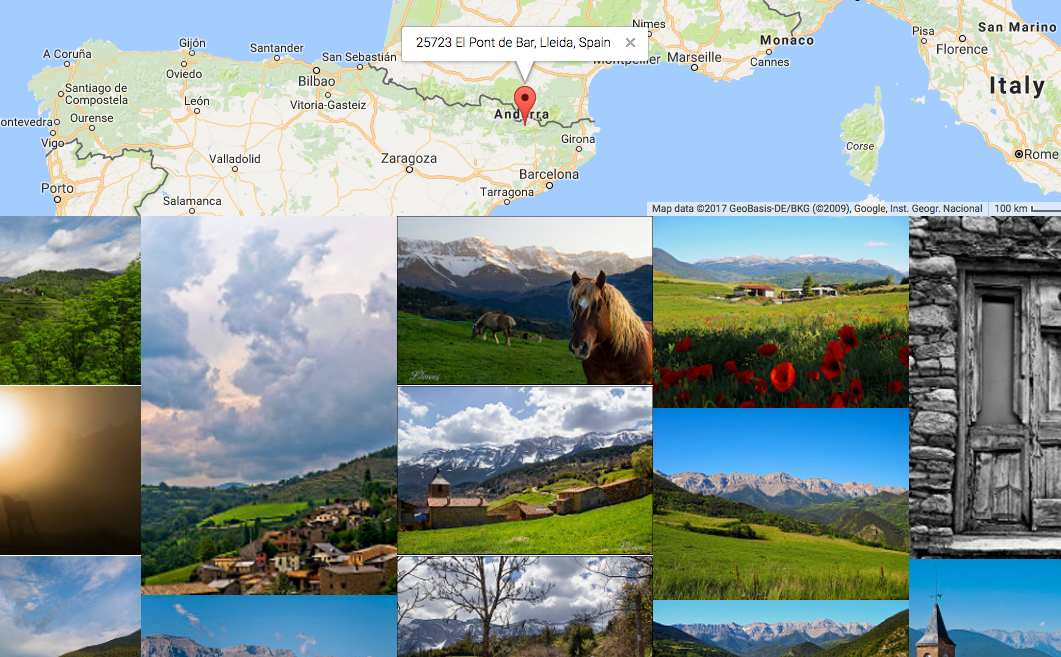 Nimes
Pisa
San Marino
Gijón
25723 El Pont de Bar, Lleida, Spain
Monaco
Florence
A Coruña
Santander
San Sebastián
Montpellier
Marseille
Cannes
Oviedo
Bilbao
Italy
Santiago de
Compostela
León
Vitoria-Gasteiz
Andorra
ontevedra
Ourense
Vigo
Girona
Corse
Rome
Valladolid
Zaragoza
Barcelona
Porto
Tarragona
Salamanca
Map data ©2017 GeoBasis-DE/BKG (©2009), Google, Inst. Geogr. Nacional
100 km